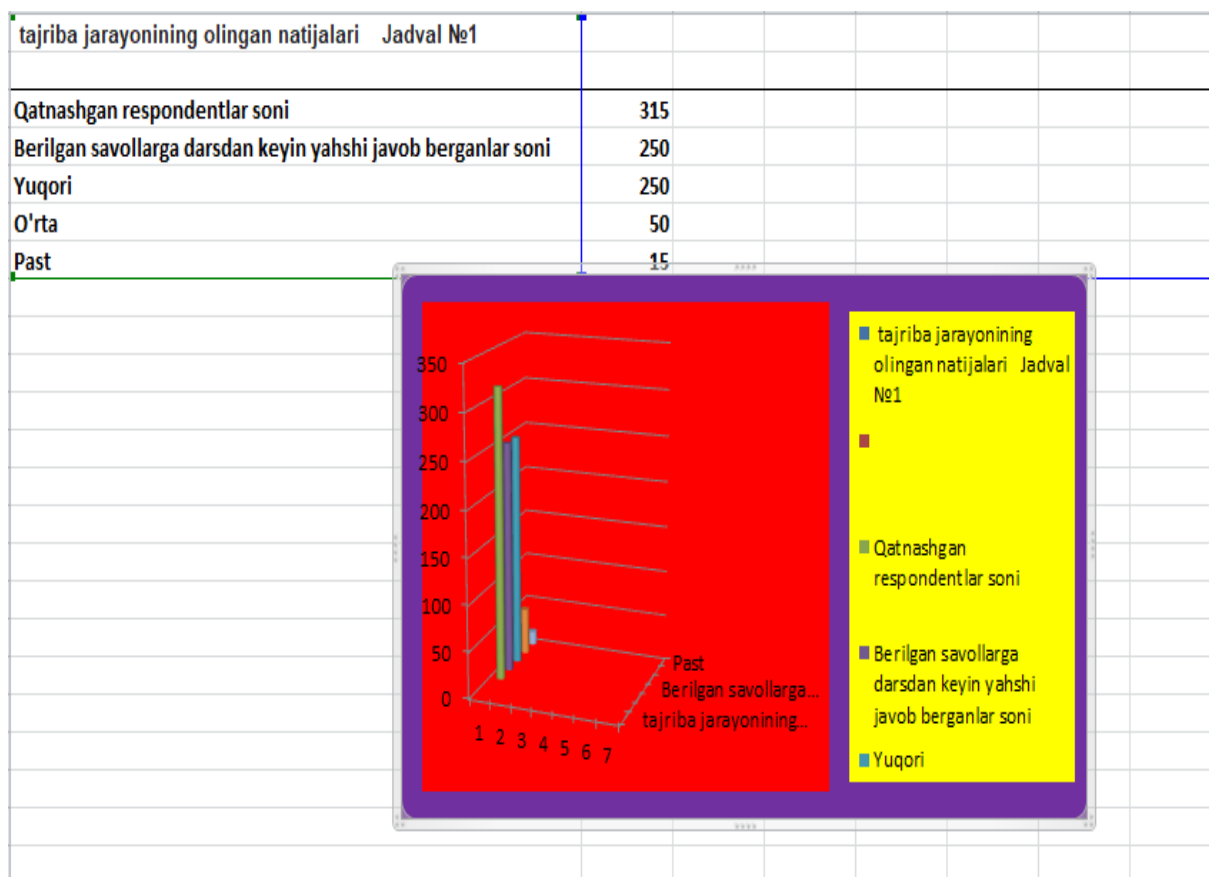 tajriba jarayonining olingan natijalari Jadval №1
Qatnashgan respondentlar soni 315
Berilgan savollarga darsdan keyin yahshi javob berganlar soni 250
Yuqori 250
O'rta 50
Past 15
350
300
250
200
150
100
50
0
1 2 3 4 5 6 7
Past
Berilgan savollarga...
tajriba jarayonining...
tajriba jarayonining
olingan natijalari Jadval
№1
Qatnashgan
respondentlar soni
Berilgan savollarga
darsdan keyin yahshi
javob berganlar soni
Yuqori